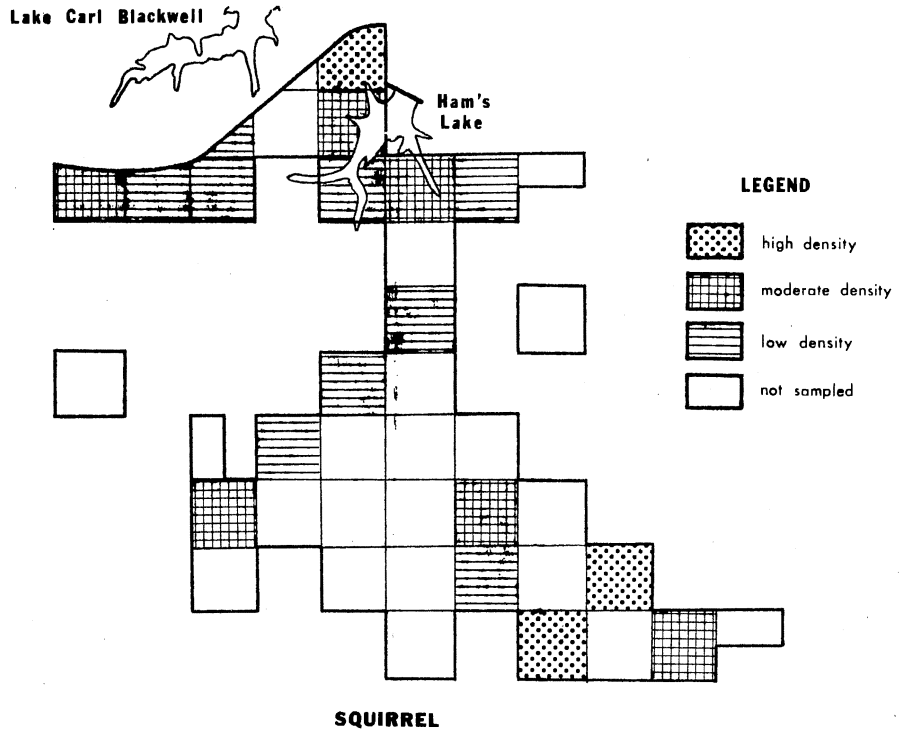 Lake Carl Blackwell
Ham's
Lake
LEGEND
high density
moderate density
low density
not sampled
SQUIRREL